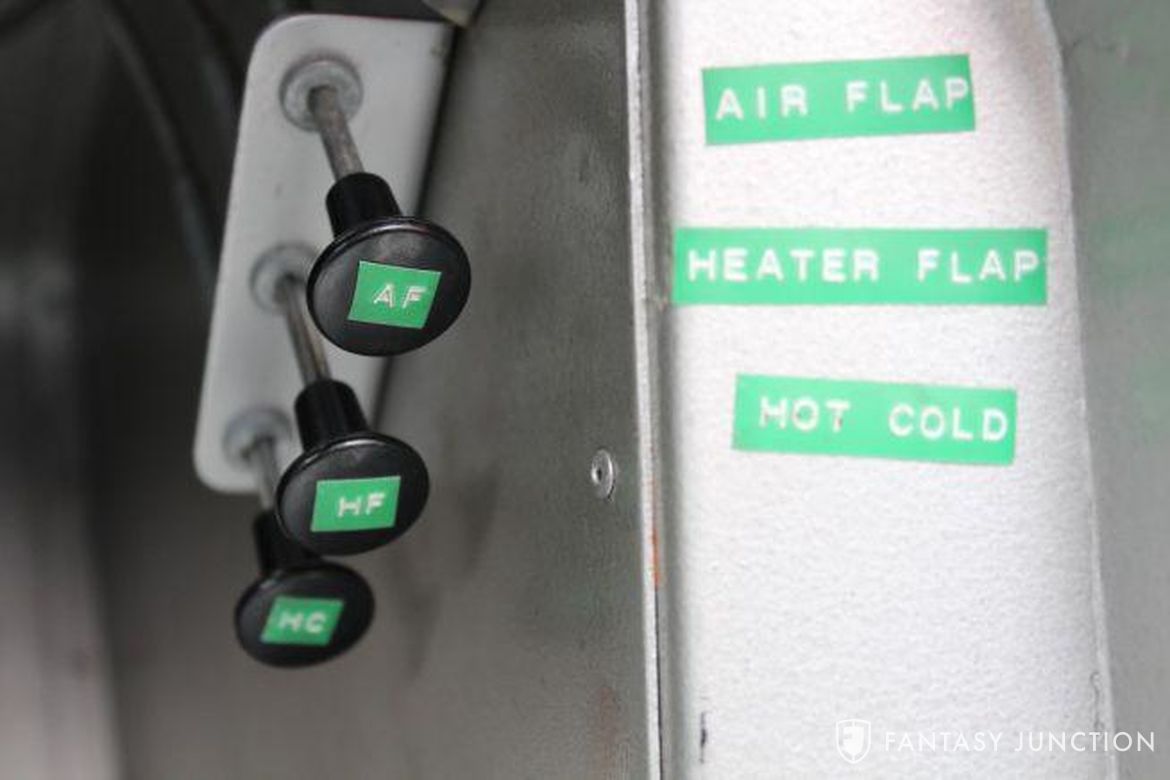 AIR FLAP
HEATER FLAP
HOT COLD
AF
HF
HC
FANTASY JUNCTION